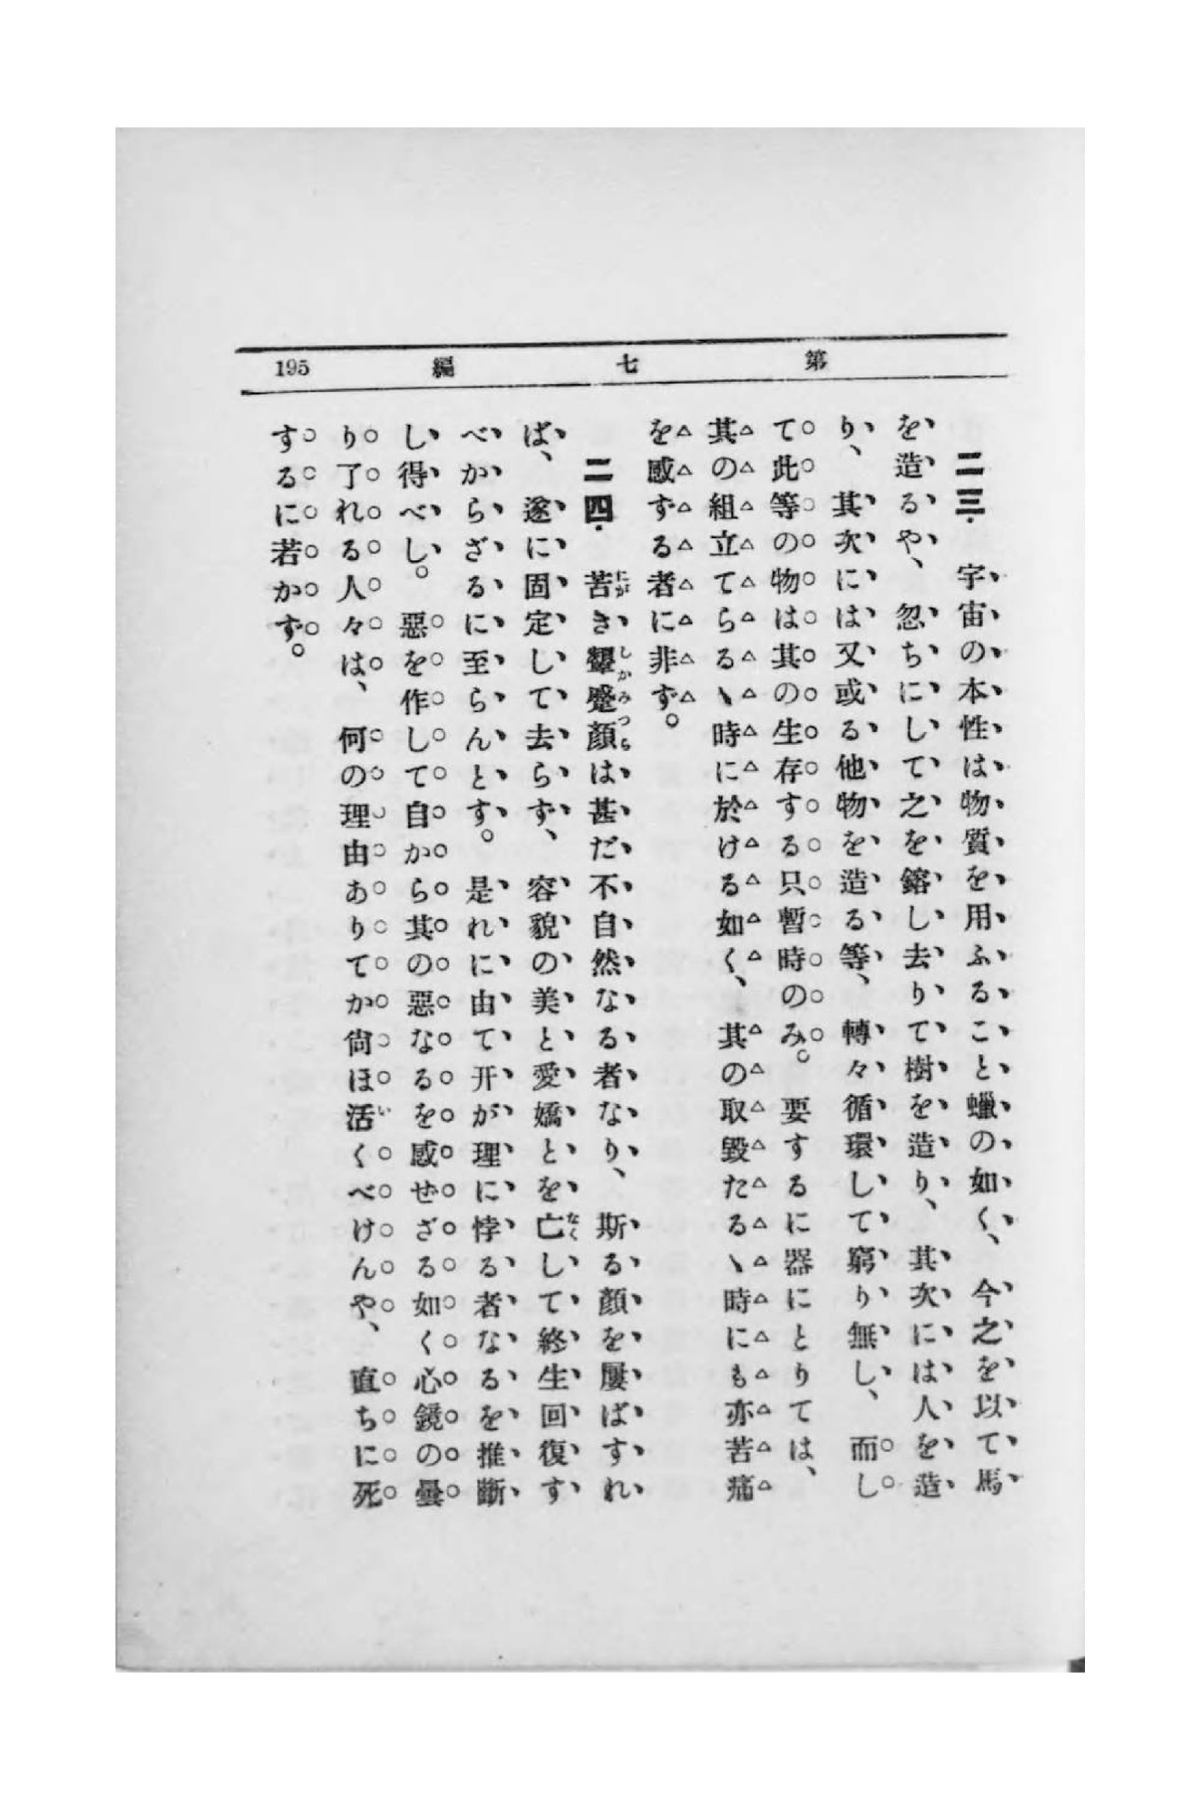 第七編 195
二三. 宇宙の本性は物質を用ふること蠟の如く、今之を以て馬
を造るや、忽ちにして之を鎔し去りて樹を造り、其次には人を造
り、其次には又或る他物を造る等、轉々循環して窮り無し、而し
て此等の物は其の生存する只暫時のみ。要するに器にとりては、
其の組立てらるゝ時に於ける如く、其の取毀たるゝ時にも亦苦痛
を感ずる者に非ず。
二四. 苦き顰蹙顔は甚だ不自然なる者なり、斯る顔を屢ばすれ
ば、遂に固定して去らず、容貌の美と愛嬌とを亡して終生回復す
べからざるに至らんとす。是れに由て开が理に悖る者なるを推斷
し得べし。惡を作して自から其の惡なるを感せざる如く心鏡の曇
り了れる人々は、何の理由ありてか尙ほ活くべけんや、直ちに死
するに若かず。